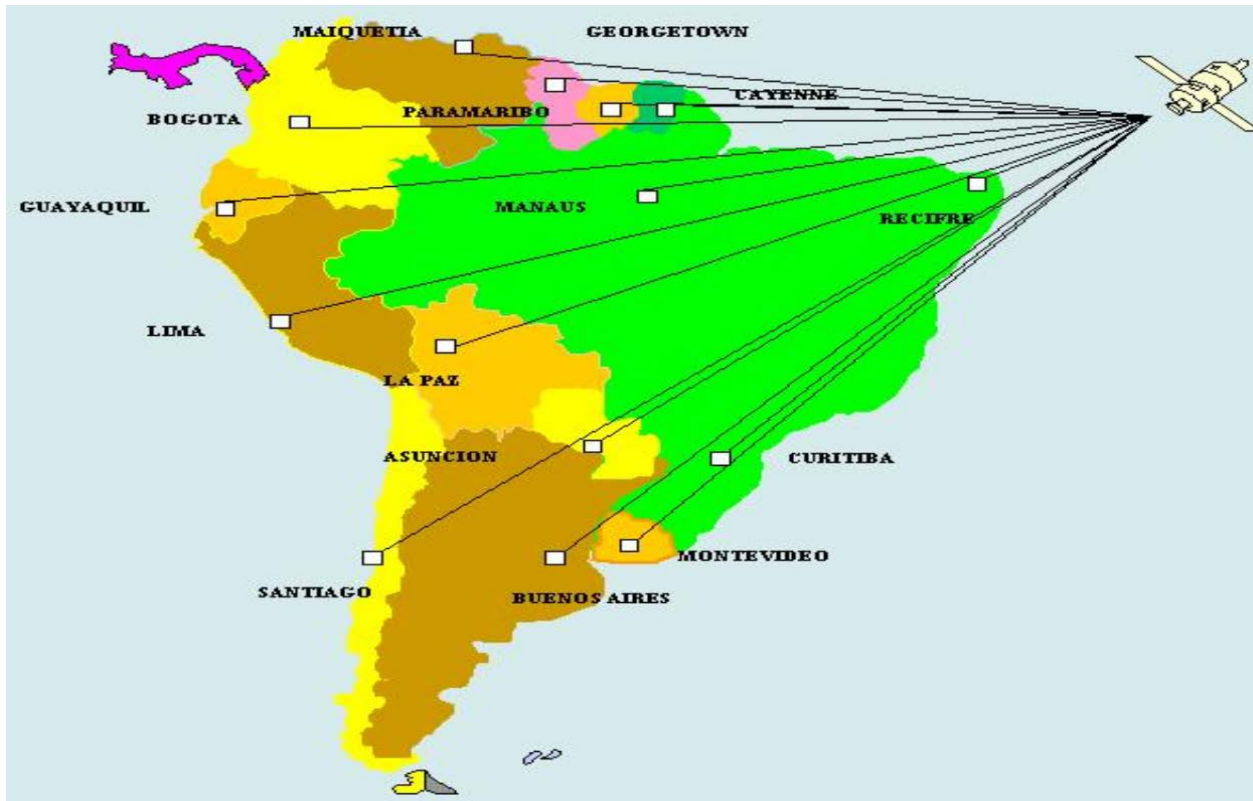 MAIQUETIA
GEORGETOWN
CAYENNE
PARAMARIBO
BOGOTA
GUAYAQUIL
MANAUS
RECIFRE
LIMA
LA PAZ
ASUNCION
CURITIBA
MONTEVIDEO
SANTIAGO
BUENOS AIRES